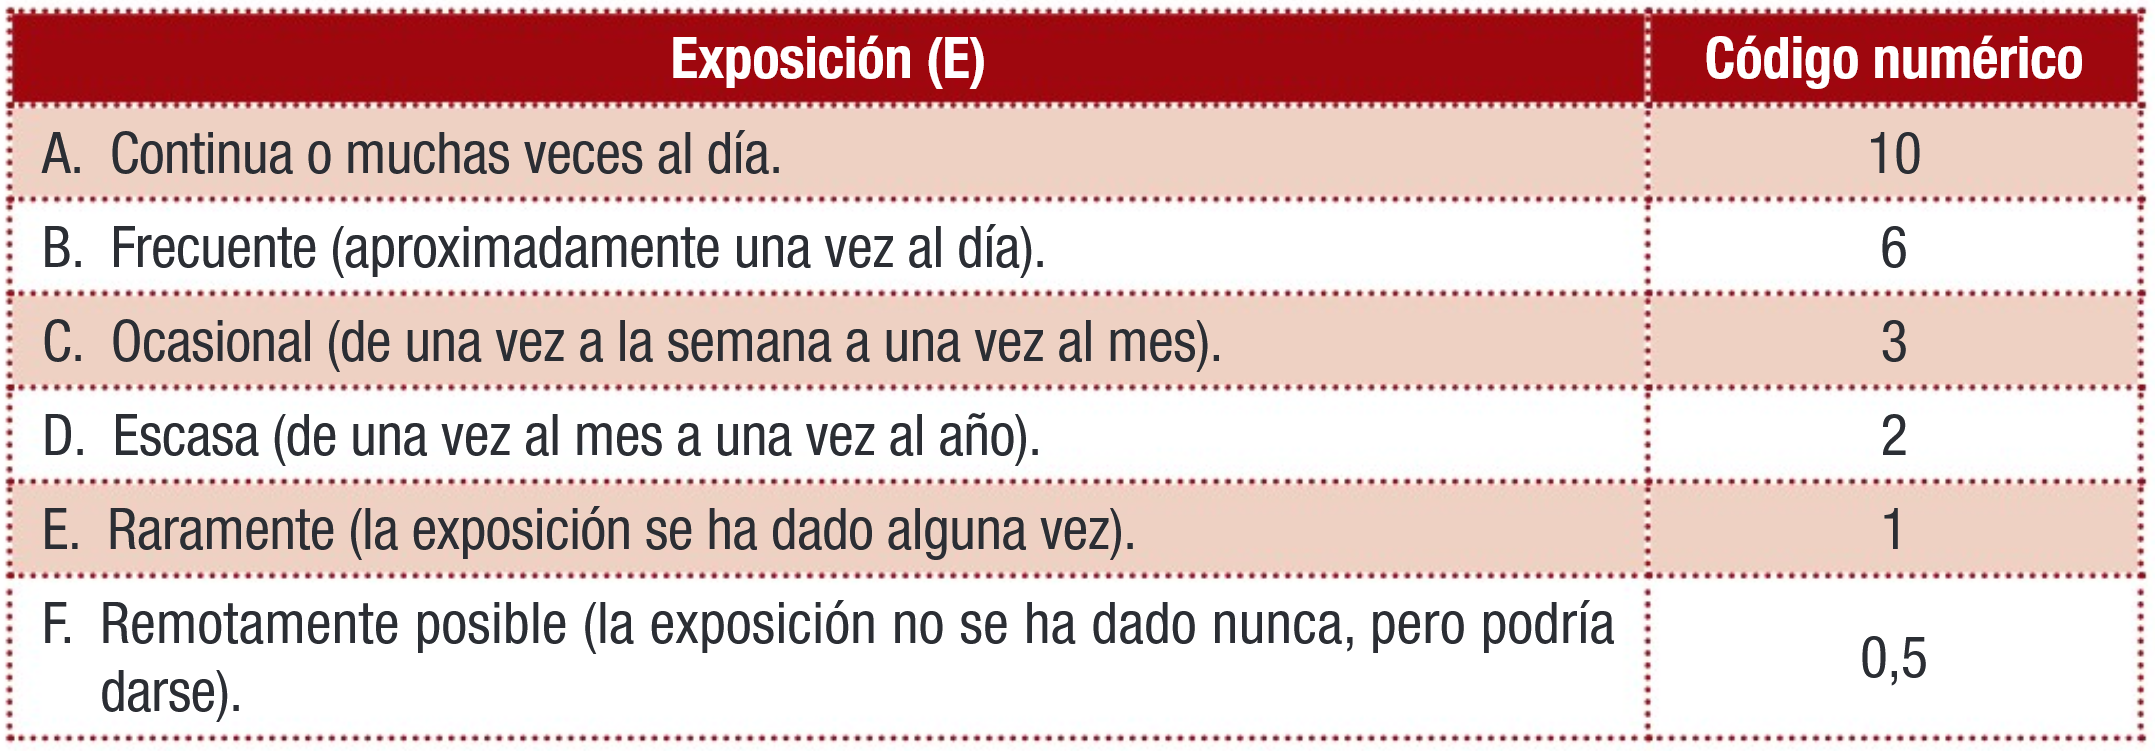 Exposición (E) Código numérico
A. Continua o muchas veces al día. 10
B. Frecuente (aproximadamente una vez al día). 6
C. Ocasional (de una vez a la semana a una vez al mes). 3
D. Escasa (de una vez al mes a una vez al año). 2
E. Raramente (la exposición se ha dado alguna vez). 1
F. Remotamente posible (la exposición no se ha dado nunca, pero podría
darse). 0,5